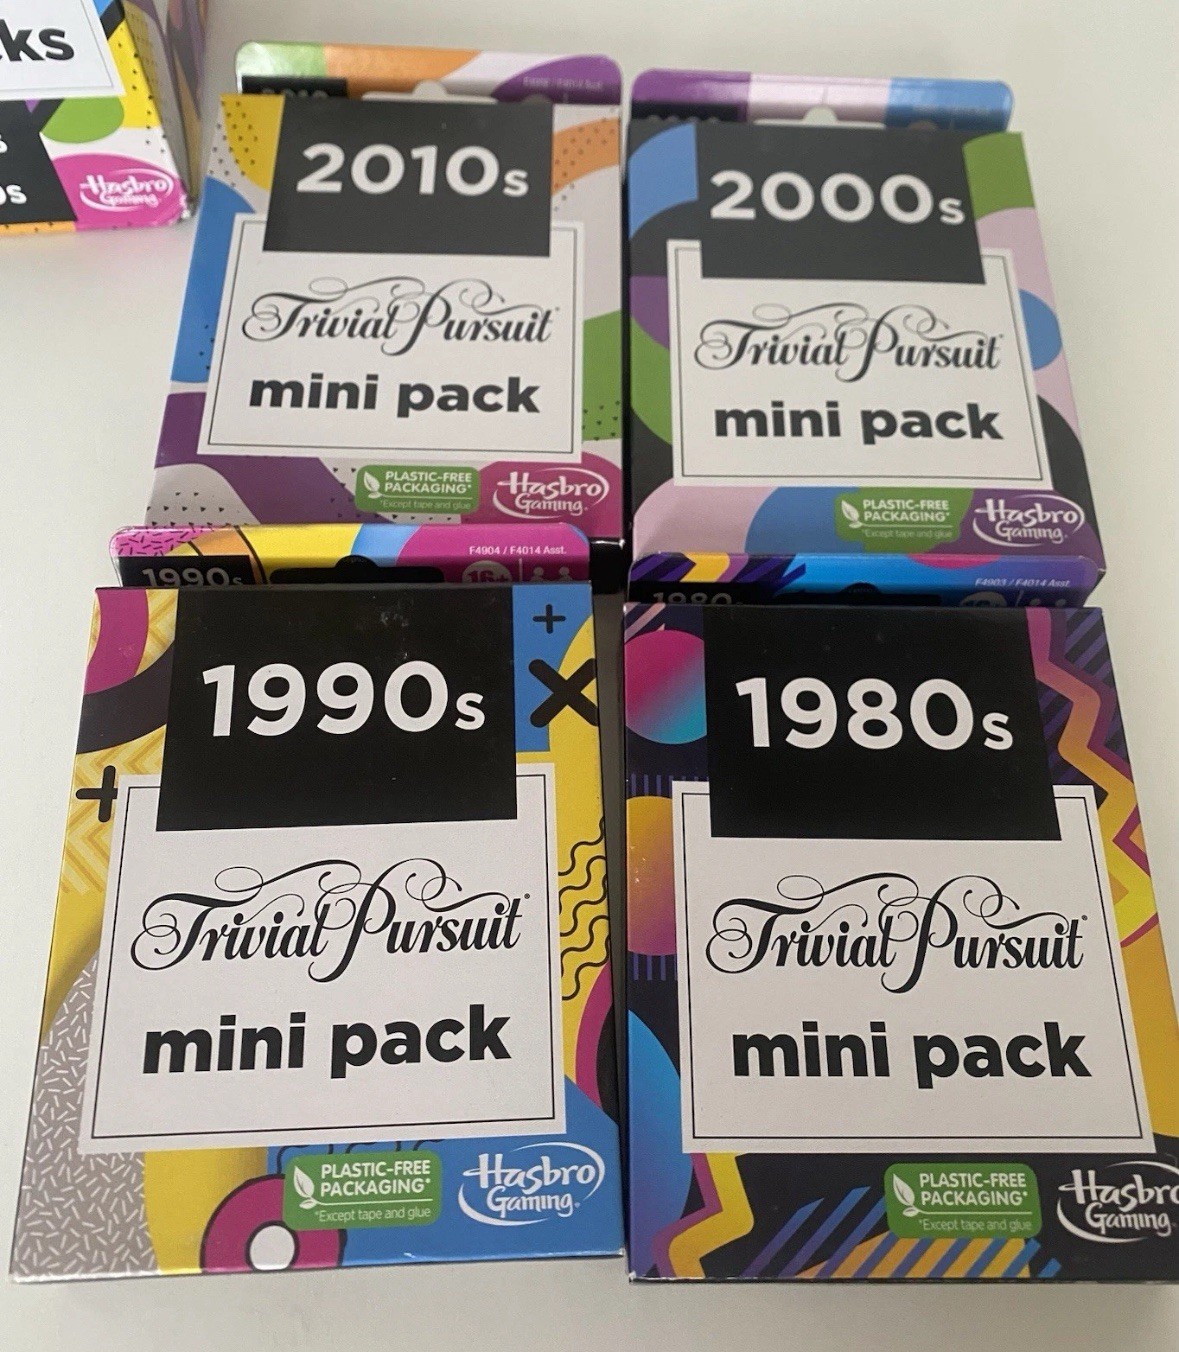 ks
s
0s
Hasbro
Gaming
2010s
Trivial Pursuit
mini pack
PLASTIC-FREE
PACKAGING*
*Except tape and glue
Hasbro
Gaming
2000s
Trivial Pursuit
mini pack
PLASTIC-FREE
PACKAGING*
*Except tape and glue
Hasbro
Gaming
1990s
F4904 / F4014 Asst.
16+
1990s
Trivial Pursuit
mini pack
PLASTIC-FREE
PACKAGING*
*Except tape and glue
Hasbro
Gaming
1980s
F4903 / F4014 Asst.
1980s
Trivial Pursuit
mini pack
PLASTIC-FREE
PACKAGING*
*Except tape and glue
Hasbro
Gaming